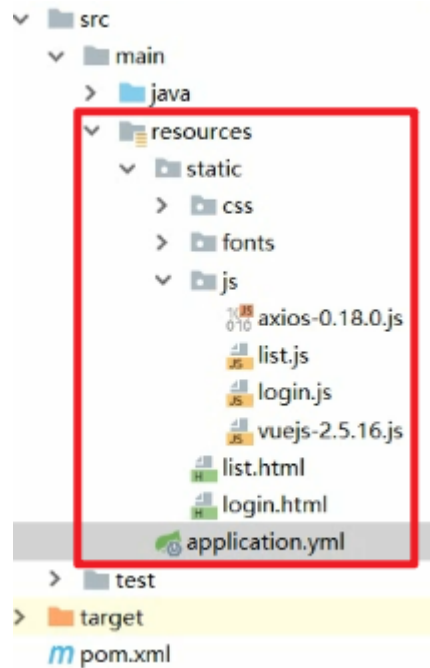 src
main
java
resources
static
css
fonts
js
axios-0.18.0.js
list.js
login.js
vuejs-2.5.16.js
list.html
login.html
application.yml
test
target
pom.xml